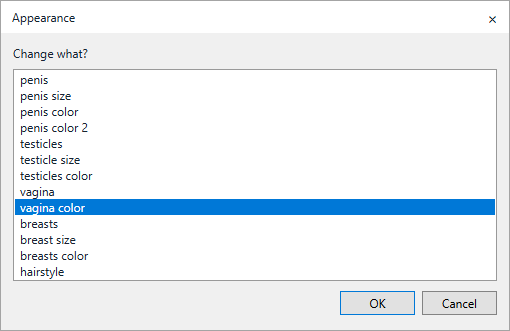 Appearance
×
Change what?
penis
penis size
penis color
penis color 2
testicles
testicle size
testicles color
vagina
vagina color
breasts
breast size
breasts color
hairstyle
OK Cancel